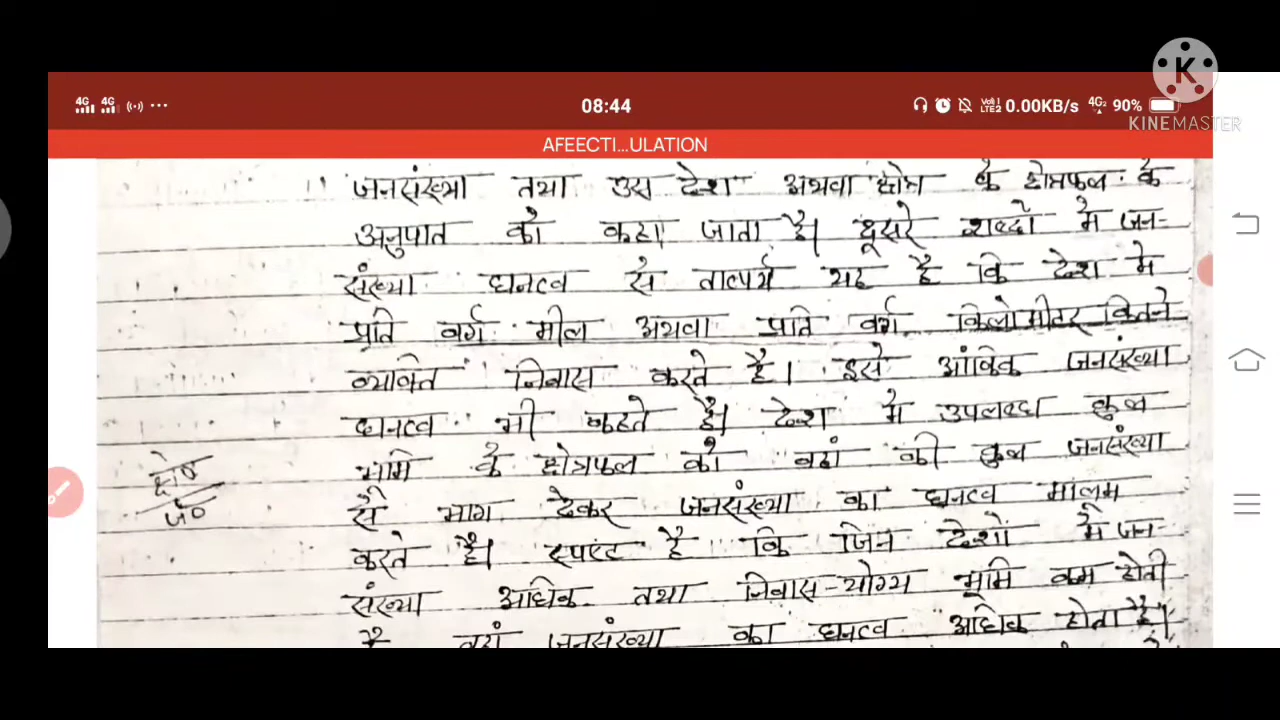 08:44
0.00KB/s
90%
KINEMASTER
AFEECTI...ULATION
जनसंख्या तथा उस देश अथवा क्षेत्र के क्षेत्रफल के
अनुपात को कहा जाता है। दूसरे शब्दों में जन-
संख्या घनत्व से तात्पर्य यह है कि देश में
प्रति वर्ग मील अथवा प्रति वर्ग किलोमीटर कितने
व्यक्ति निवास करते है। इसे आंकिक जनसंख्या
घनत्व भी कहते है। देश में उपलब्ध कुल
भूमि के क्षेत्रफल को वहां की कुल जनसंख्या
से भाग देकर जनसंख्या का घनत्व मालूम
करते है। स्पष्ट है कि जिन देशों में जन-
संख्या अधिक तथा निवास-योग्य भूमि कम होती
है वहां जनसंख्या का घनत्व अधिक होता है।